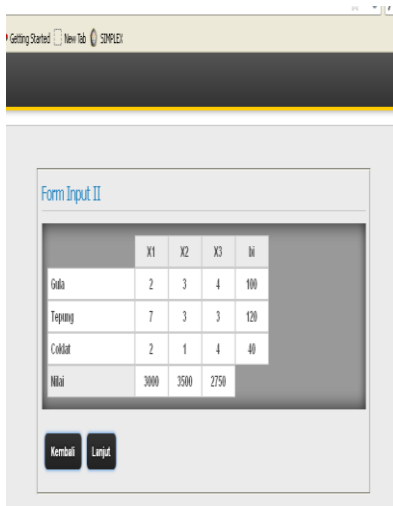 Getting Started New Tab SIMPLEX
Form Input II
X1 X2 X3 bi
Gula 2 3 4 100
Tepung 7 3 3 120
Coklat 2 1 4 40
Nilai 3000 3500 2750
Kembali Lanjut